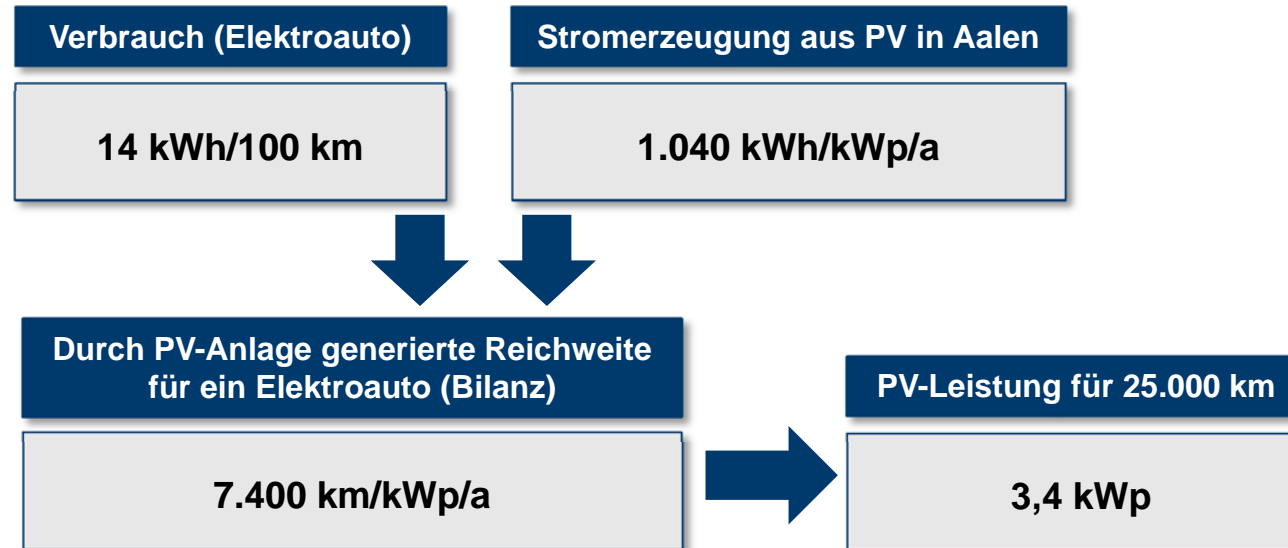 Verbrauch (Elektroauto)
Stromerzeugung aus PV in Aalen
14 kWh/100 km
1.040 kWh/kWp/a
Durch PV-Anlage generierte Reichweite
für ein Elektroauto (Bilanz)
PV-Leistung für 25.000 km
7.400 km/kWp/a
3,4 kWp